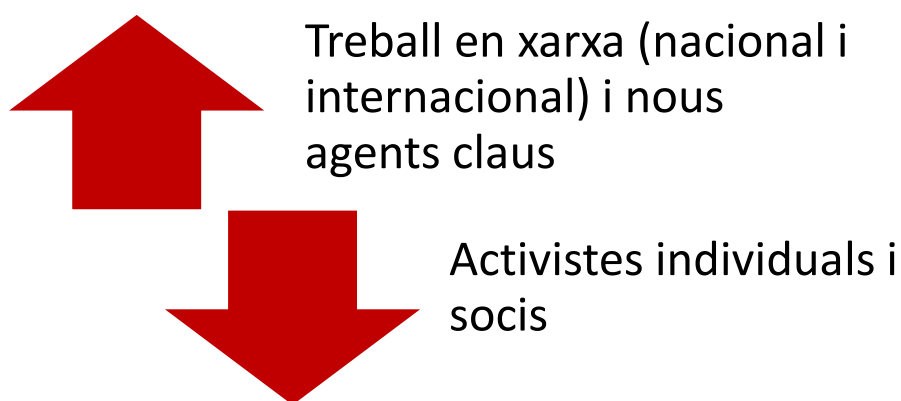 Treball en xarxa (nacional i
internacional) i nous
agents claus
Activistes individuals i
socis